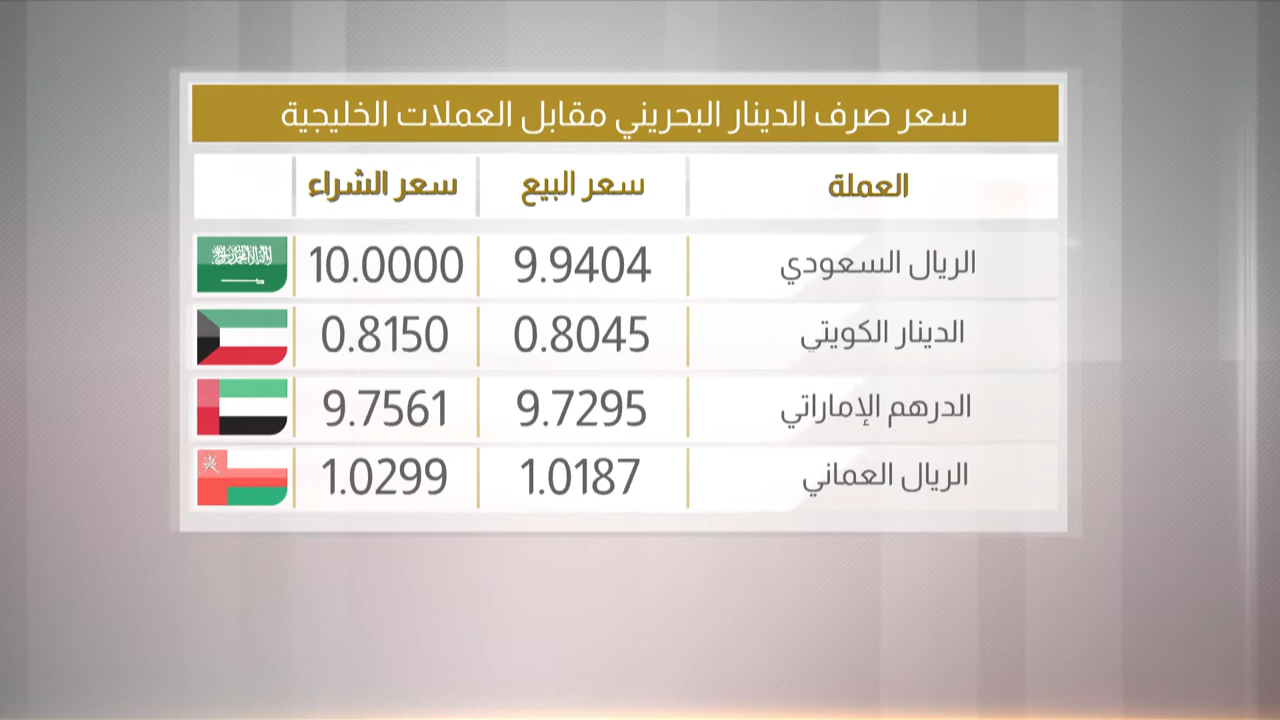 سعر صرف الدينار البحريني مقابل العملات الخليجية
العملة سعر البيع سعر الشراء
الريال السعودي 9.9404 10.0000
الدينار الكويتي 0.8045 0.8150
الدرهم الإماراتي 9.7295 9.7561
الريال العماني 1.0187 1.0299